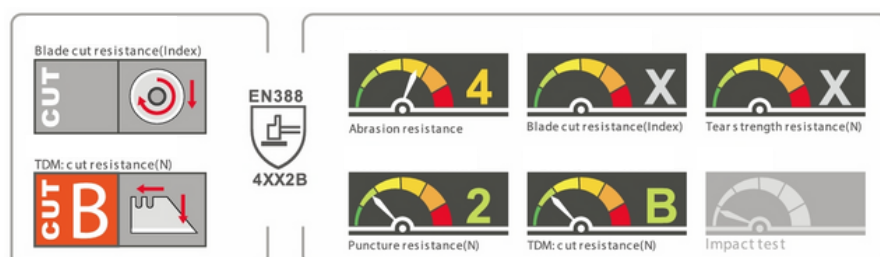 Blade cut resistance(Index)
CUT
TDM: cut resistance(N)
CUT B
EN388
4XX2B
4
Abrasion resistance
X
Blade cut resistance(Index)
X
Tear strength resistance(N)
2
Puncture resistance(N)
B
TDM: cut resistance(N)
Impact test